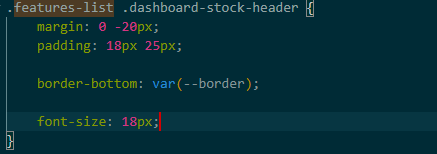 .features-list .dashboard-stock-header {
margin: 0 -20px;
padding: 18px 25px;
border-bottom: var(--border);
font-size: 18px;
}